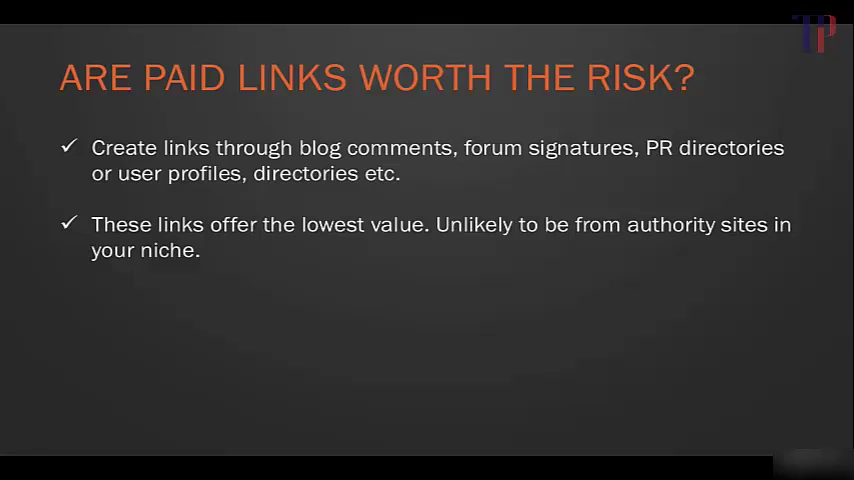 TP
ARE PAID LINKS WORTH THE RISK?
Create links through blog comments, forum signatures, PR directories
or user profiles, directories etc.
These links offer the lowest value. Unlikely to be from authority sites in
your niche.